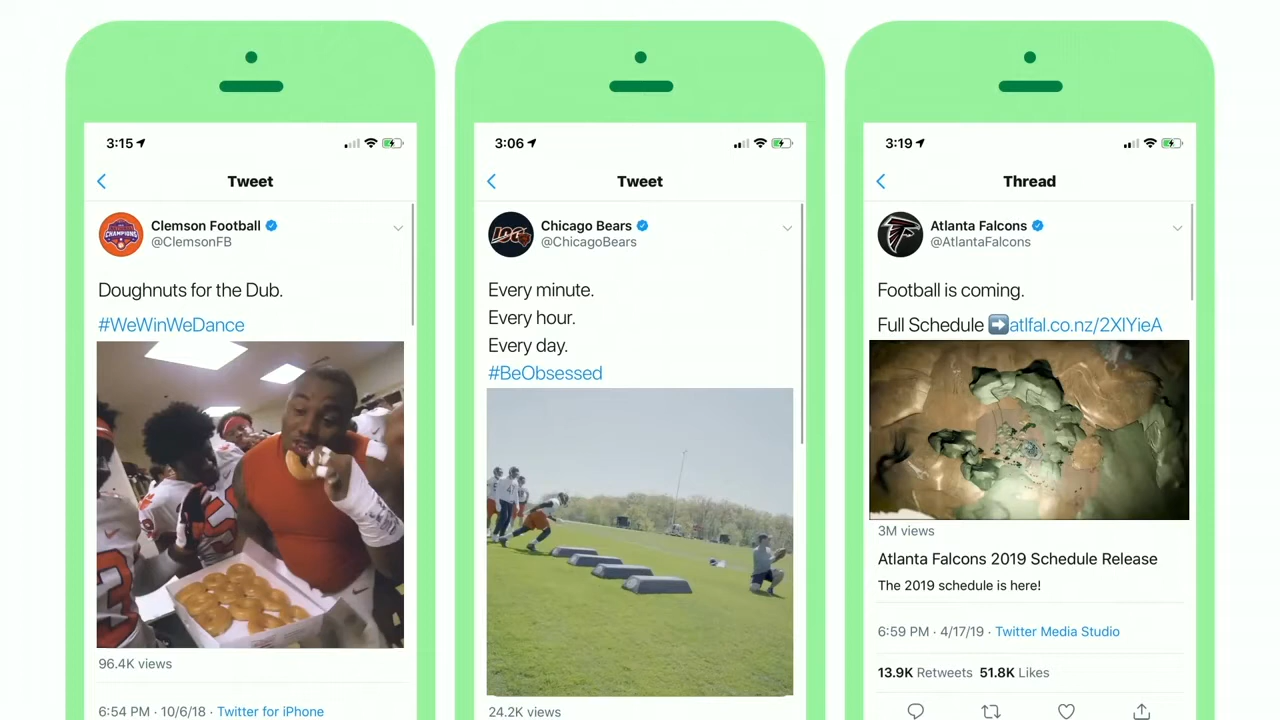 3:15
Tweet
Clemson Football
@ClemsonFB
Doughnuts for the Dub.
#WeWinWeDance
96.4K views
6:54 PM · 10/6/18 · Twitter for iPhone
3:06
Tweet
Chicago Bears
@ChicagoBears
Every minute.
Every hour.
Every day.
#BeObsessed
24.2K views
3:19
Thread
Atlanta Falcons
@AtlantaFalcons
Football is coming.
Full Schedule ➡️atlfal.co.nz/2XIYieA
3M views
Atlanta Falcons 2019 Schedule Release
The 2019 schedule is here!
6:59 PM · 4/17/19 · Twitter Media Studio
13.9K Retweets 51.8K Likes